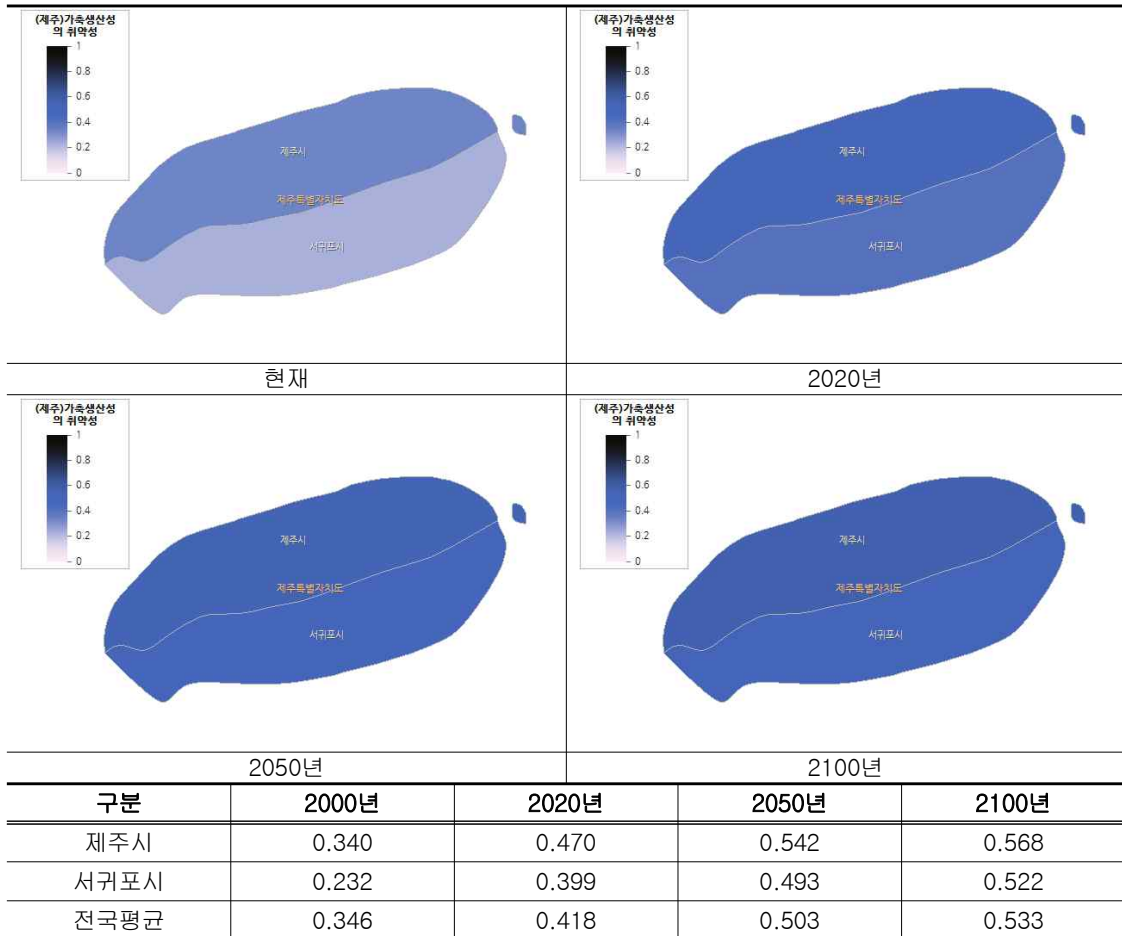 (제주)가축생산성
의 취약성
1
0.8
0.6
0.4
0.2
0
제주시
제주특별자치도
서귀포시
현재
(제주)가축생산성
의 취약성
1
0.8
0.6
0.4
0.2
0
제주시
제주특별자치도
서귀포시
2020년
(제주)가축생산성
의 취약성
1
0.8
0.6
0.4
0.2
0
제주시
제주특별자치도
서귀포시
2050년
(제주)가축생산성
의 취약성
1
0.8
0.6
0.4
0.2
0
제주시
제주특별자치도
서귀포시
2100년
구분 2000년 2020년 2050년 2100년
제주시 0.340 0.470 0.542 0.568
서귀포시 0.232 0.399 0.493 0.522
전국평균 0.346 0.418 0.503 0.533